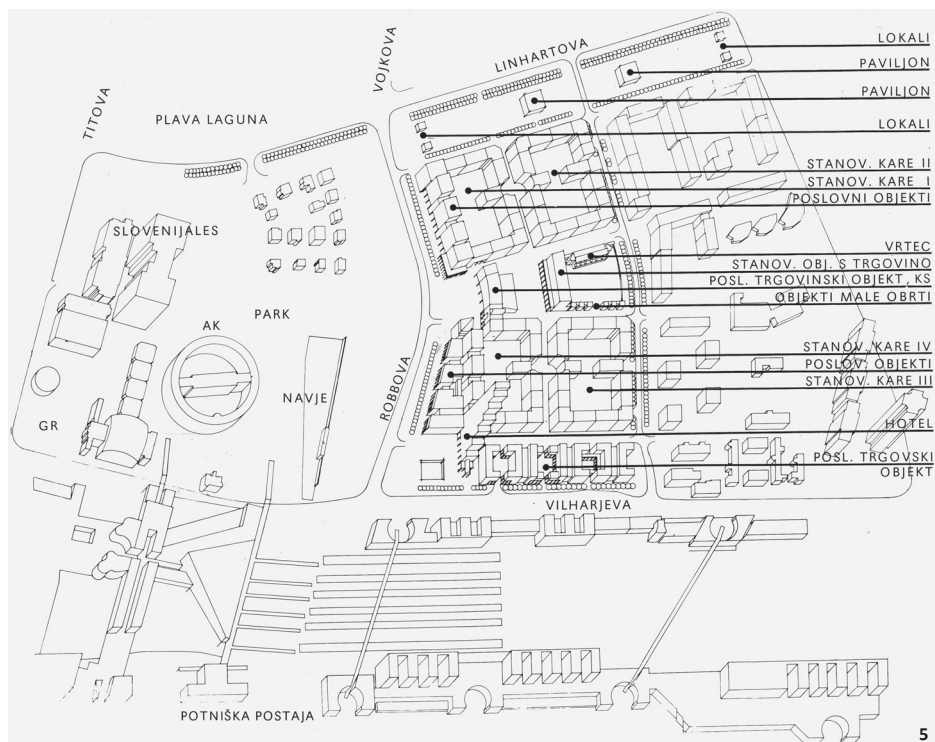 LOKALI
PAVILJON
PAVILJON
LOKALI
STANOV. KARE II
STANOV. KARE I
POSLOVNI OBJEKTI
VRTEC
STANOV. OBJ. S TRGOVINO
POSL. TRGOVINSKI OBJEKT, KS
OBJEKTI MALE OBRTI
STANOV. KARE IV
POSLOV. OBJEKTI
STANOV. KARE III
HOTEL
POSL. TRGOVSKI
OBJEKT
LINHARTOVA
VOJKOVA
TITOVA
PLAVA LAGUNA
SLOVENIJALES
PARK
AK
NAVJE
ROBBOVA
GR
VILHARJEVA
POTNIŠKA POSTAJA
5